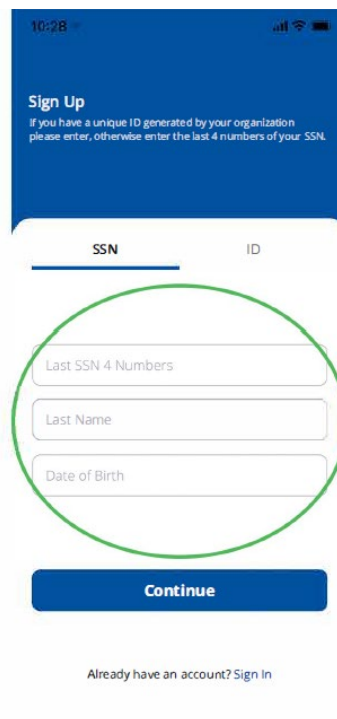 10:28
Sign Up
If you have a unique ID generated by your organization
please enter, otherwise enter the last 4 numbers of your SSN.
SSN ID
Last SSN 4 Numbers
Last Name
Date of Birth
Continue
Already have an account? Sign In